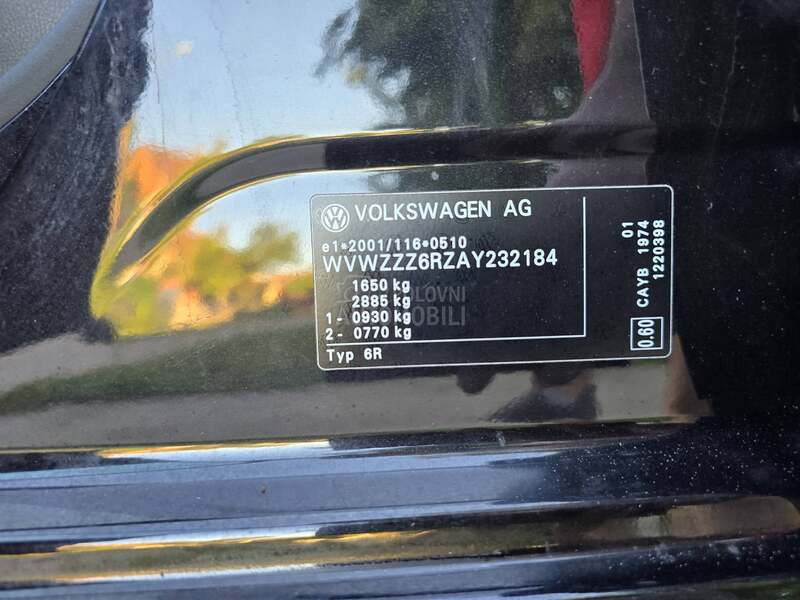 VOLKSWAGEN AG
e1*2001/116*0510
WVWZZZ6RZAY232184
1650 kg
2885 kg
1- 0930 kg
2- 0770 kg
Typ 6R
01
CAYB 1974
1220398
0.60